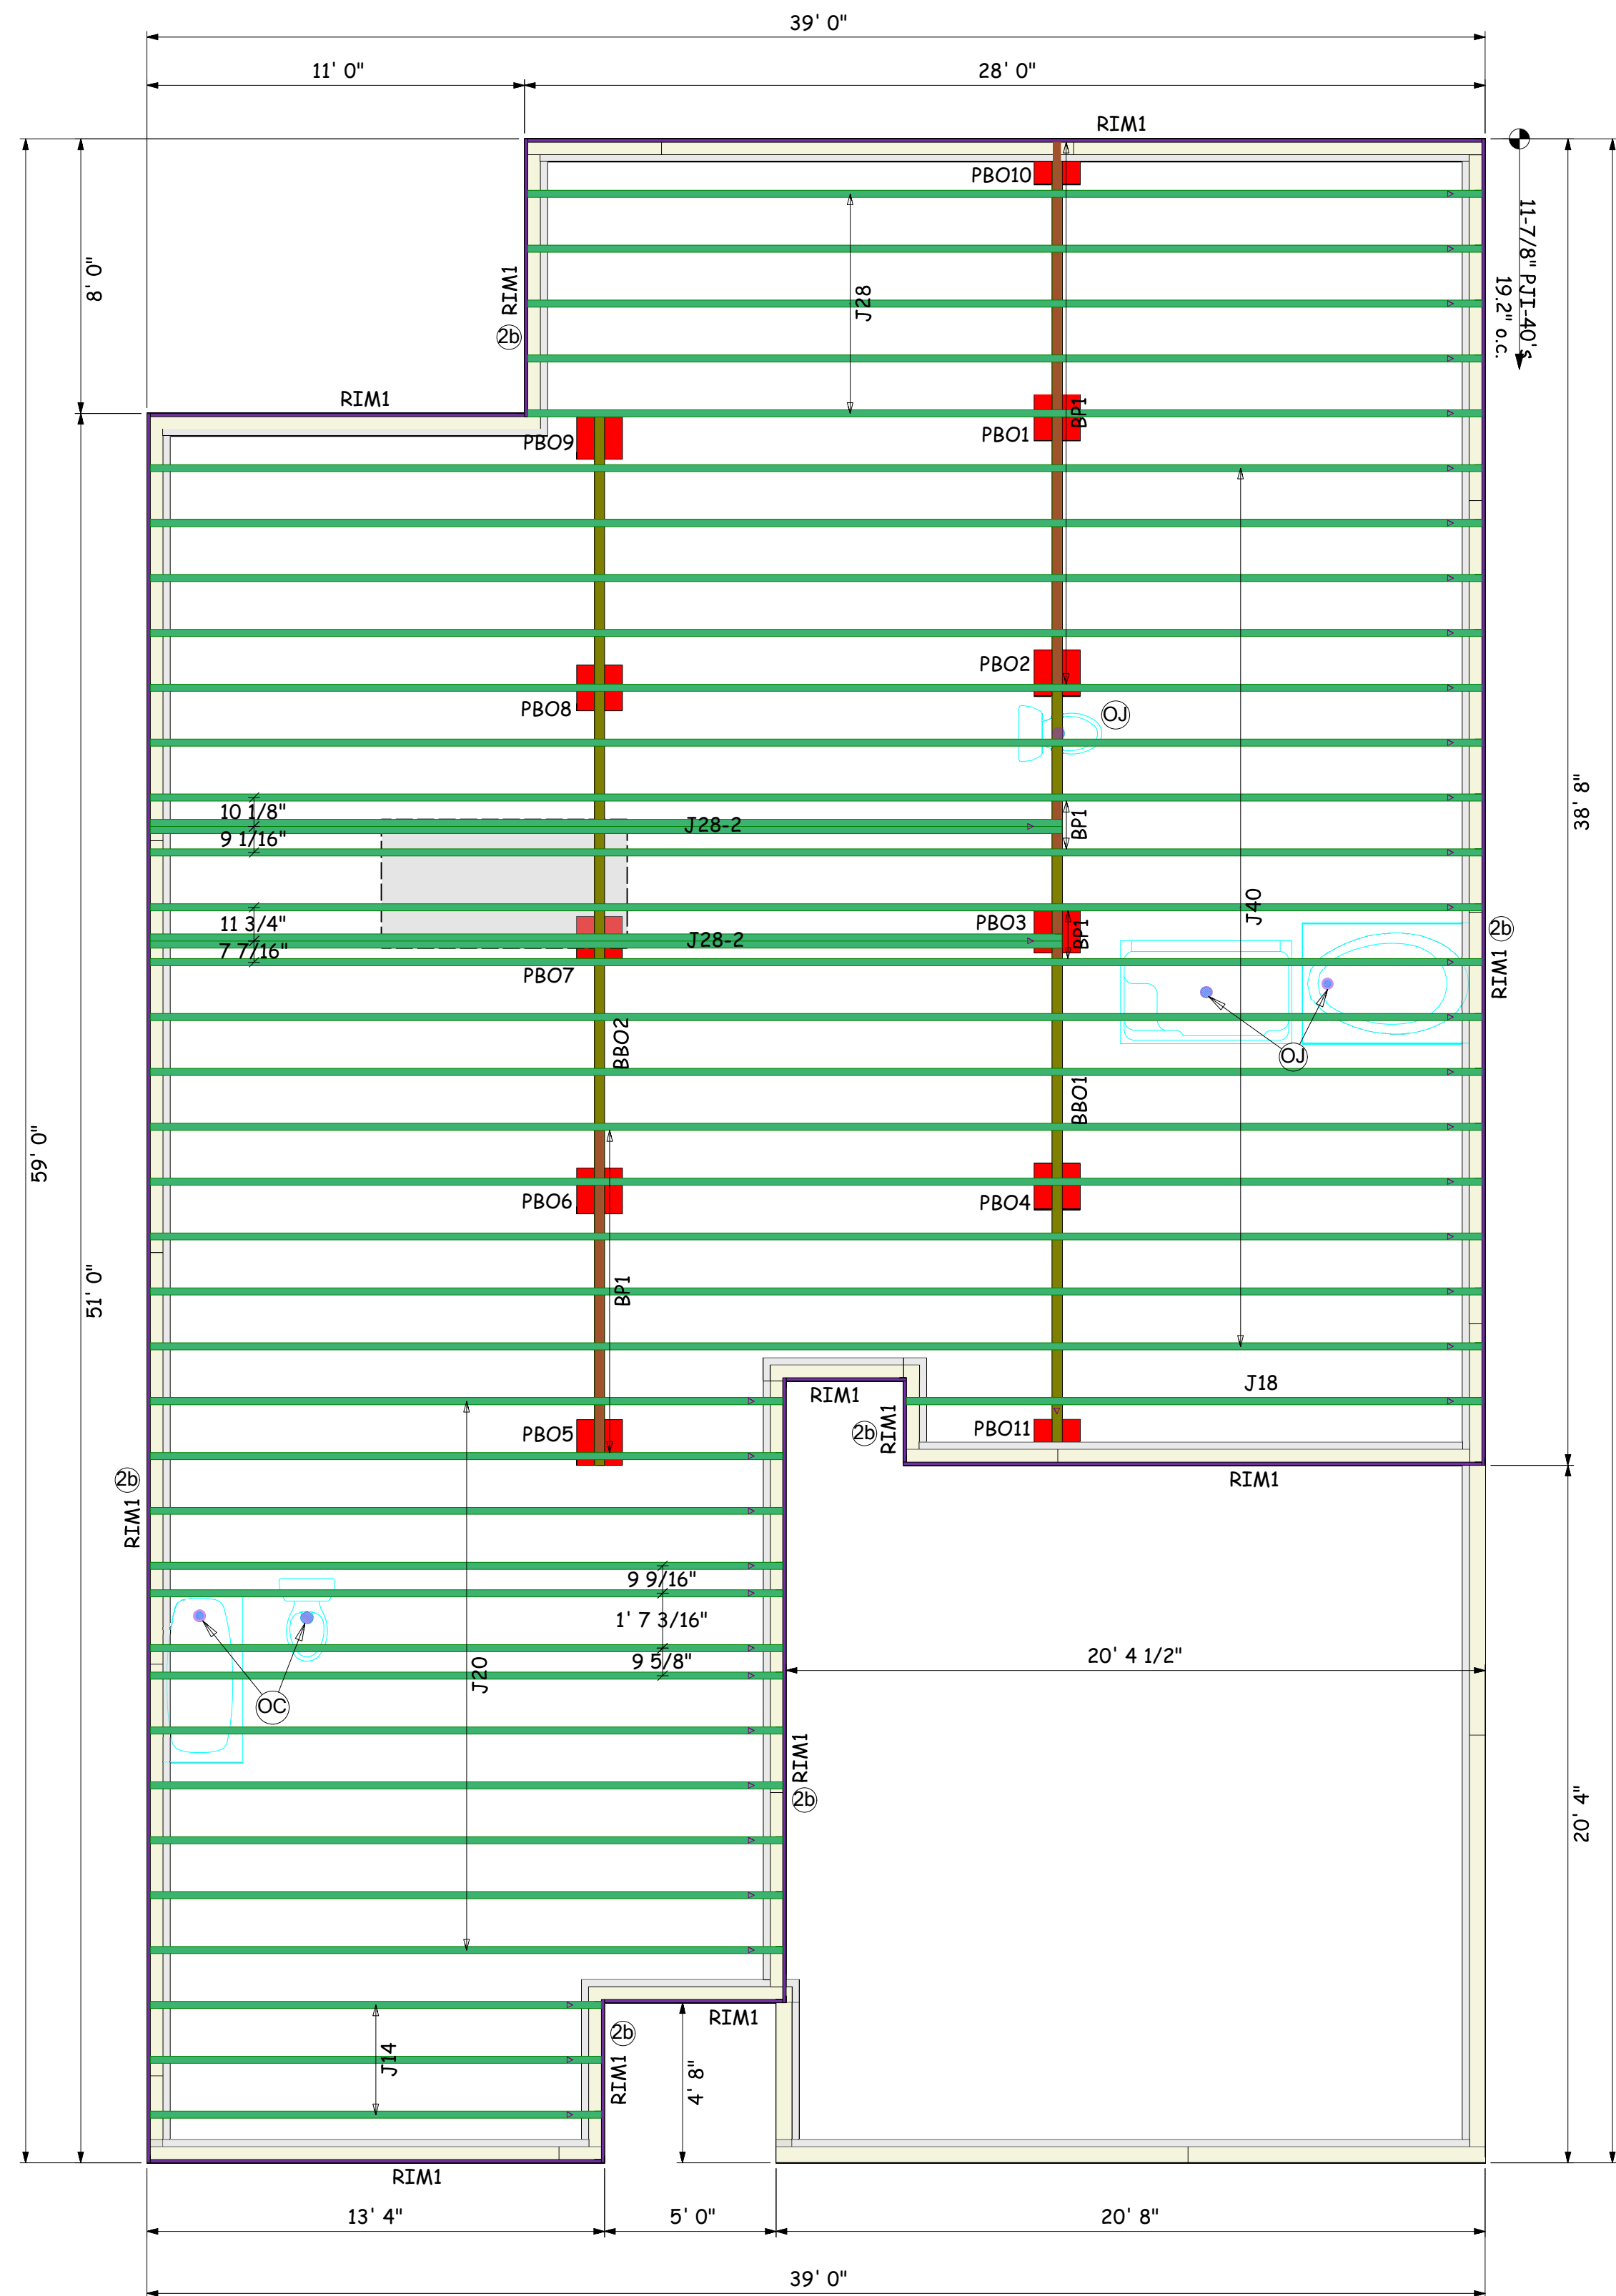 39' 0"
11' 0"
28' 0"
RIM1
PBO10
11-7/8" PJI-40's
19.2" o.c.
8' 0"
RIM1
2b
J28
RIM1
BP1
PBO9
PBO1
PBO2
PBO8
OJ
10 1/8"
J28-2
BP1
9 1/16"
38' 8"
J40
11 3/4"
PBO3
BP1
2b
J28-2
7 7/16"
PBO7
RIM1
BBO2
OJ
BBO1
59' 0"
PBO6
PBO4
51' 0"
BP1
J18
RIM1
PBO5
2b
RIM1
PBO11
2b
RIM1
RIM1
9 9/16"
1' 7 3/16"
20' 4 1/2"
9 5/8"
J20
OC
RIM1
2b
20' 4"
RIM1
2b
J14
RIM1
4' 8"
RIM1
13' 4"
5' 0"
20' 8"
39' 0"